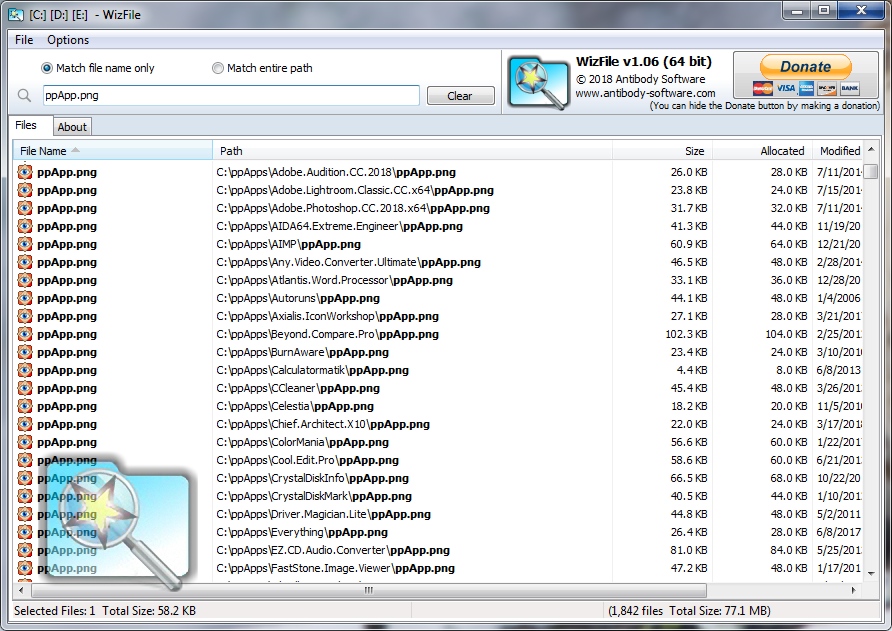 [C:] [D:] [E:] - WizFile
File Options
Match file name only Match entire path
ppApp.png Clear
WizFile v1.06 (64 bit)
© 2018 Antibody Software
www.antibody-software.com
Donate
VISA BANK
(You can hide the Donate button by making a donation)
Files About
File Name Path Size Allocated Modified
ppApp.png C:\ppApps\Adobe.Audition.CC.2018\ppApp.png 26.0 KB 28.0 KB 7/11/201
ppApp.png C:\ppApps\Adobe.Lightroom.Classic.CC.x64\ppApp.png 23.8 KB 24.0 KB 7/15/201
ppApp.png C:\ppApps\Adobe.Photoshop.CC.2018.x64\ppApp.png 31.7 KB 32.0 KB 7/11/201
ppApp.png C:\ppApps\AIDA64.Extreme.Engineer\ppApp.png 41.3 KB 44.0 KB 11/19/20
ppApp.png C:\ppApps\AIMP\ppApp.png 60.9 KB 64.0 KB 12/21/20
ppApp.png C:\ppApps\Any.Video.Converter.Ultimate\ppApp.png 46.5 KB 48.0 KB 2/28/201
ppApp.png C:\ppApps\Atlantis.Word.Processor\ppApp.png 33.1 KB 36.0 KB 12/28/20
ppApp.png C:\ppApps\Autoruns\ppApp.png 44.1 KB 48.0 KB 1/4/2006
ppApp.png C:\ppApps\Axialis.IconWorkshop\ppApp.png 27.1 KB 28.0 KB 3/21/201
ppApp.png C:\ppApps\Beyond.Compare.Pro\ppApp.png 102.3 KB 104.0 KB 2/25/201
ppApp.png C:\ppApps\BurnAware\ppApp.png 23.4 KB 24.0 KB 3/10/201
ppApp.png C:\ppApps\Calculatormatik\ppApp.png 4.4 KB 8.0 KB 6/8/2013
ppApp.png C:\ppApps\CCleaner\ppApp.png 45.4 KB 48.0 KB 3/26/201
ppApp.png C:\ppApps\Celestia\ppApp.png 18.2 KB 20.0 KB 11/5/201
ppApp.png C:\ppApps\Chief.Architect.X10\ppApp.png 22.0 KB 24.0 KB 3/17/201
ppApp.png C:\ppApps\ColorMania\ppApp.png 56.6 KB 60.0 KB 1/22/201
ppApp.png C:\ppApps\Cool.Edit.Pro\ppApp.png 58.6 KB 60.0 KB 6/21/201
ppApp.png C:\ppApps\CrystalDiskInfo\ppApp.png 66.5 KB 68.0 KB 10/22/20
ppApp.png C:\ppApps\CrystalDiskMark\ppApp.png 40.5 KB 44.0 KB 1/10/201
ppApp.png C:\ppApps\Driver.Magician.Lite\ppApp.png 44.8 KB 48.0 KB 5/2/2011
ppApp.png C:\ppApps\Everything\ppApp.png 26.4 KB 28.0 KB 6/8/2017
ppApp.png C:\ppApps\EZ.CD.Audio.Converter\ppApp.png 81.0 KB 84.0 KB 5/25/201
ppApp.png C:\ppApps\FastStone.Image.Viewer\ppApp.png 47.2 KB 48.0 KB 1/17/201
Selected Files: 1 Total Size: 58.2 KB (1,842 files Total Size: 77.1 MB)